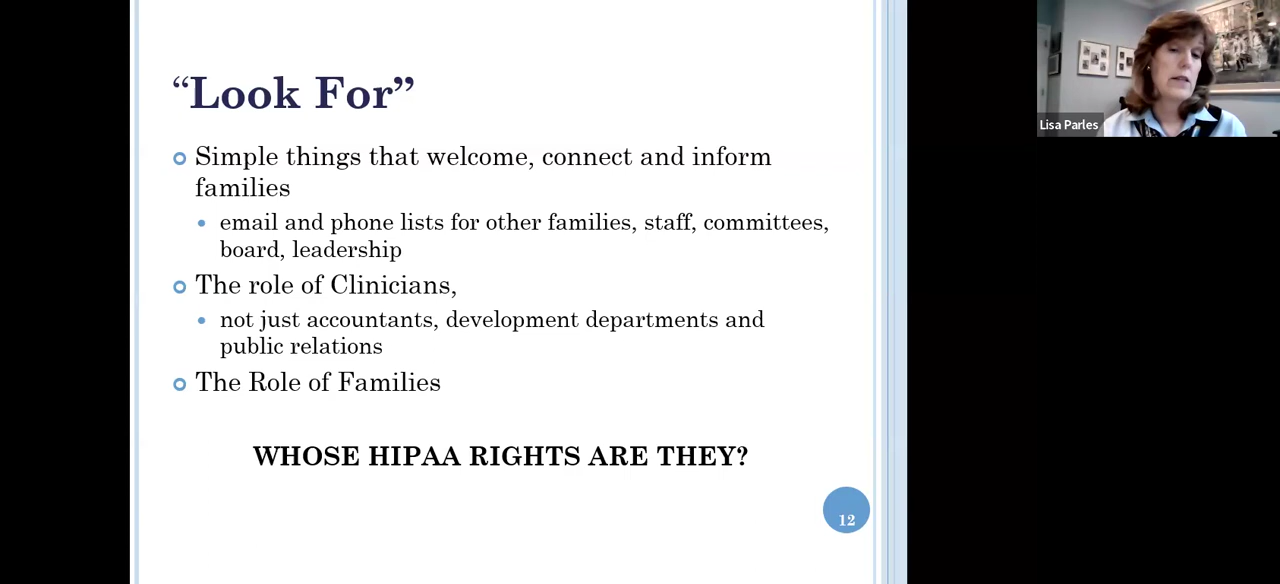 “Look For”
Simple things that welcome, connect and inform
families
email and phone lists for other families, staff, committees,
board, leadership
The role of Clinicians,
not just accountants, development departments and
public relations
The Role of Families
WHOSE HIPAA RIGHTS ARE THEY?
12
Lisa Parles